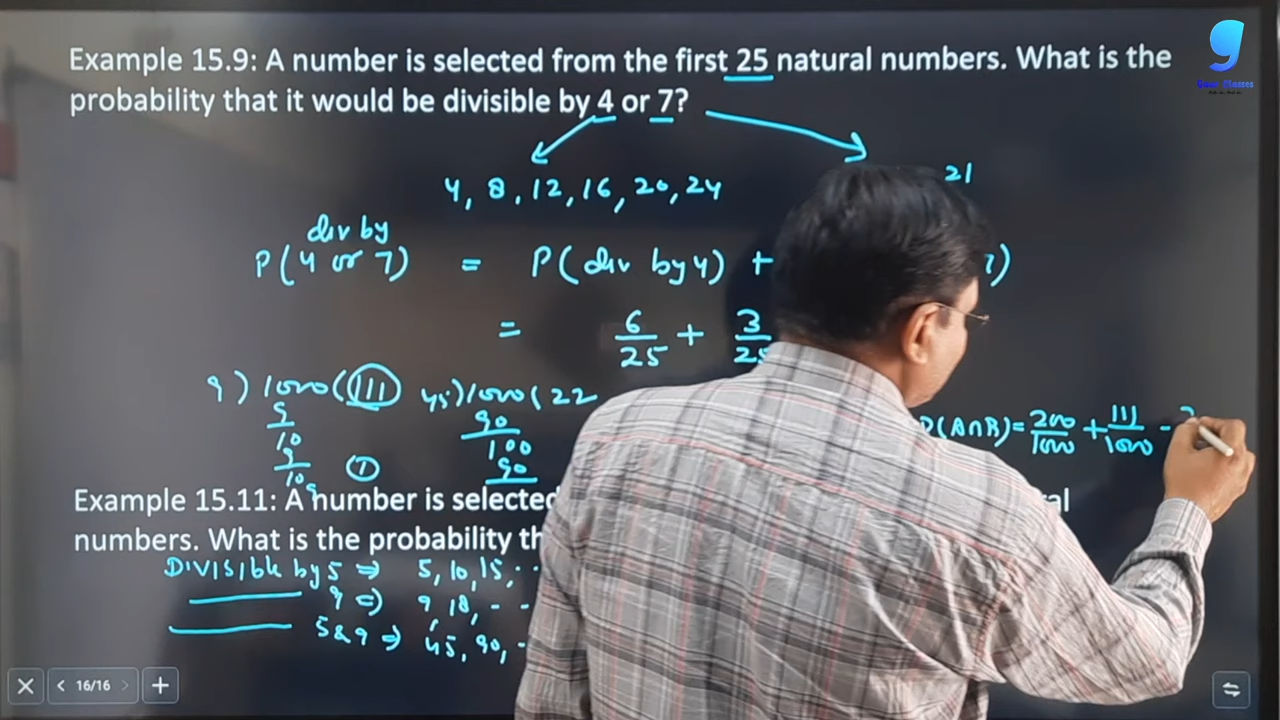 Example 15.9: A number is selected from the first 25 natural numbers. What is the
probability that it would be divisible by 4 or 7?
4, 8, 12, 16, 20, 24
21
div by
P(4 or 7) = P(div by 4) +
7)
= 6/25 + 3/25
9)1000(111
9
10
9
10
1
45)1000(22
90
100
90
P(A∩B) = 200/1000 + 111/1000 -
Example 15.11: A number is selected
numbers. What is the probability
DIVISIBLE by 5 ⇒ 5, 10, 15, --
9 ⇒ 9, 18, --
5&9 ⇒ 45, 90, -
16/16